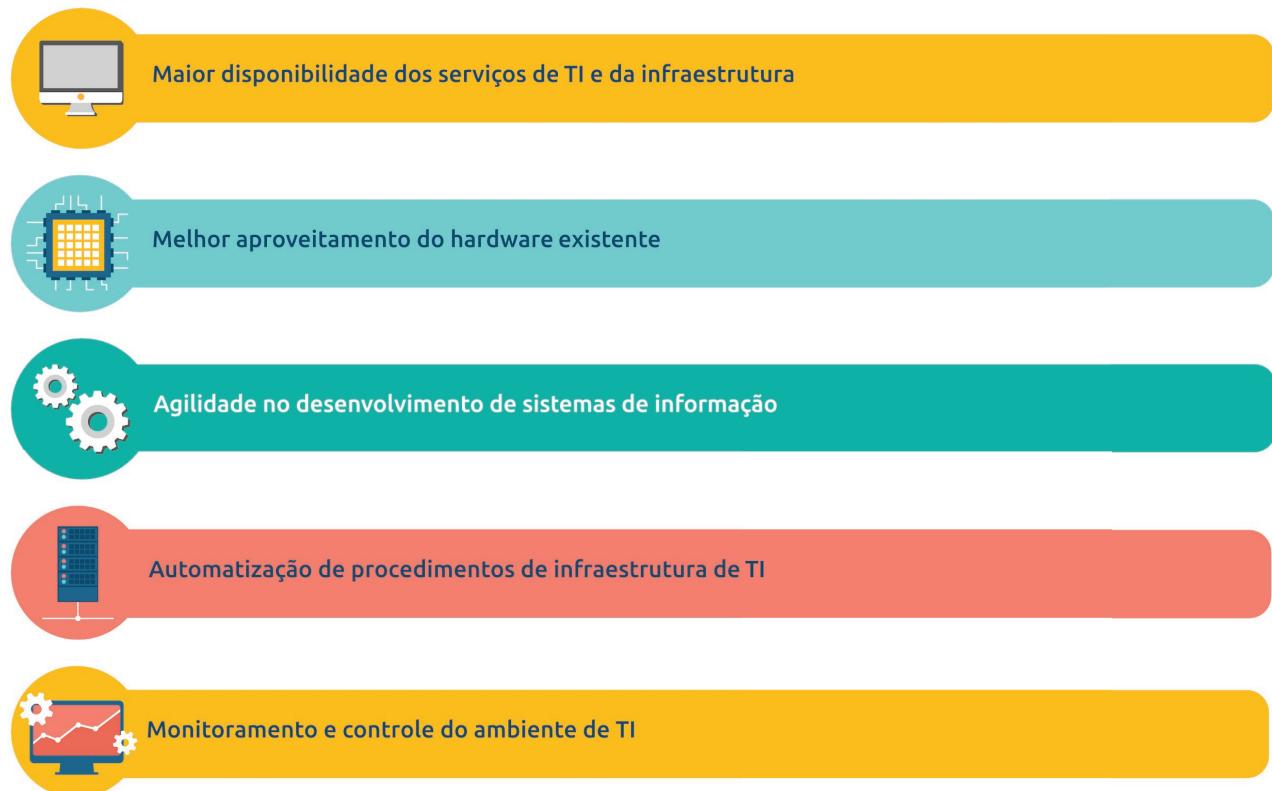 Maior disponibilidade dos serviços de TI e da infraestrutura
Melhor aproveitamento do hardware existente
Agilidade no desenvolvimento de sistemas de informação
Automatização de procedimentos de infraestrutura de TI
Monitoramento e controle do ambiente de TI